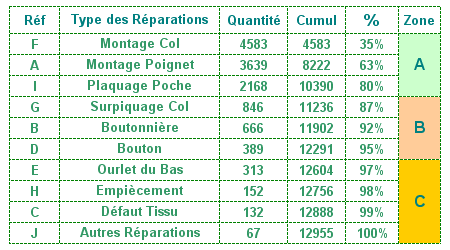 Réf Type des Réparations Quantité Cumul % Zone
F Montage Col 4583 4583 35%
A Montage Poignet 3639 8222 63% A
I Plaquage Poche 2168 10390 80%
G Surpiquage Col 846 11236 87%
B Boutonnière 666 11902 92% B
D Bouton 389 12291 95%
E Ourlet du Bas 313 12604 97%
H Empiècement 152 12756 98% C
C Défaut Tissu 132 12888 99%
J Autres Réparations 67 12955 100%